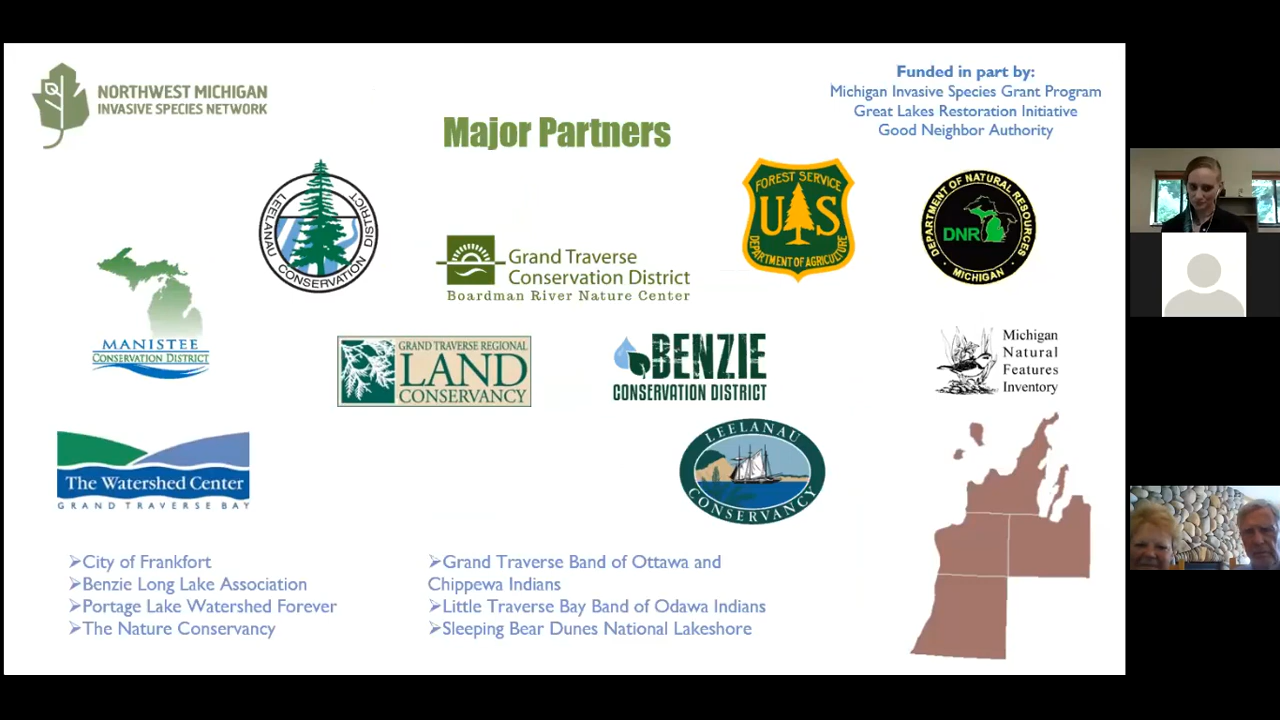 NORTHWEST MICHIGAN
INVASIVE SPECIES NETWORK
Funded in part by:
Michigan Invasive Species Grant Program
Great Lakes Restoration Initiative
Good Neighbor Authority
Major Partners
LEELANAU CONSERVATION DISTRICT
Grand Traverse
Conservation District
Boardman River Nature Center
FOREST SERVICE
US
DEPARTMENT OF AGRICULTURE
DEPARTMENT OF NATURAL RESOURCES
DNR
MICHIGAN
MANISTEE
CONSERVATION DISTRICT
GRAND TRAVERSE REGIONAL
LAND
CONSERVANCY
BENZIE
CONSERVATION DISTRICT
Michigan
Natural
Features
Inventory
The Watershed Center
GRAND TRAVERSE BAY
LEELANAU
CONSERVANCY
➢City of Frankfort
➢Benzie Long Lake Association
➢Portage Lake Watershed Forever
➢The Nature Conservancy
➢Grand Traverse Band of Ottawa and
Chippewa Indians
➢Little Traverse Bay Band of Odawa Indians
➢Sleeping Bear Dunes National Lakeshore